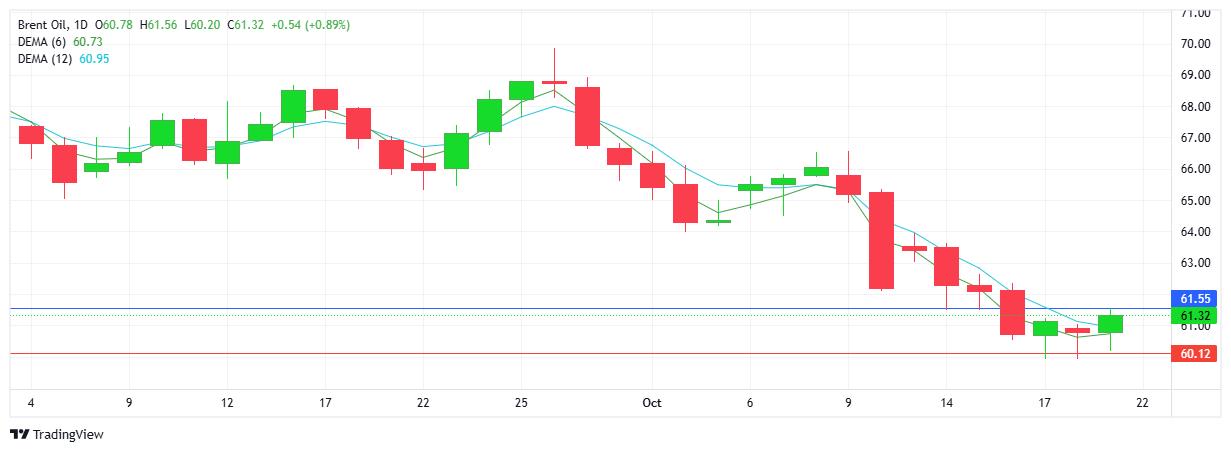 Brent Oil, 1D O60.78 H61.56 L60.20 C61.32 +0.54 (+0.89%)
DEMA (6) 60.73
DEMA (12) 60.95
71.00
70.00
69.00
68.00
67.00
66.00
65.00
64.00
63.00
61.55
61.32
61.00
60.12
4 9 12 17 22 25 Oct 6 9 14 17 22
TradingView